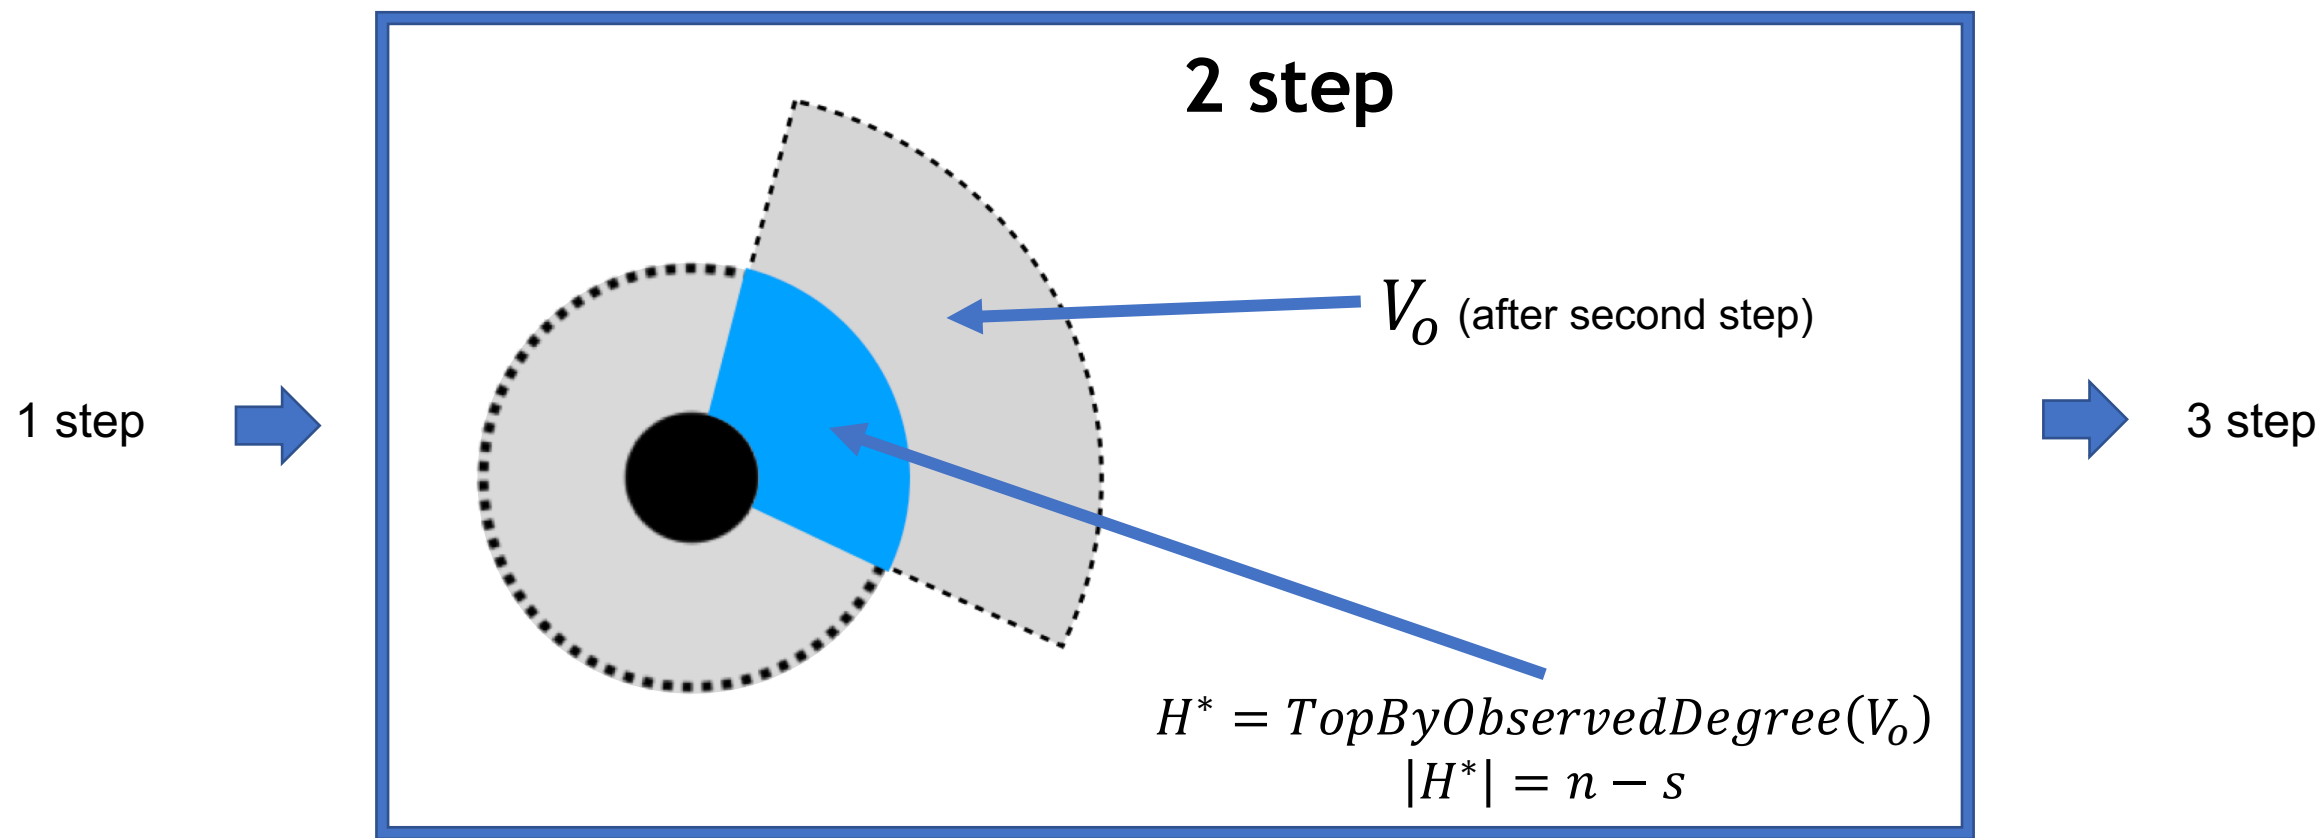 2 step
V_o (after second step)
1 step
3 step
H* = TopByObservedDegree(V_o)
|H*| = n − s